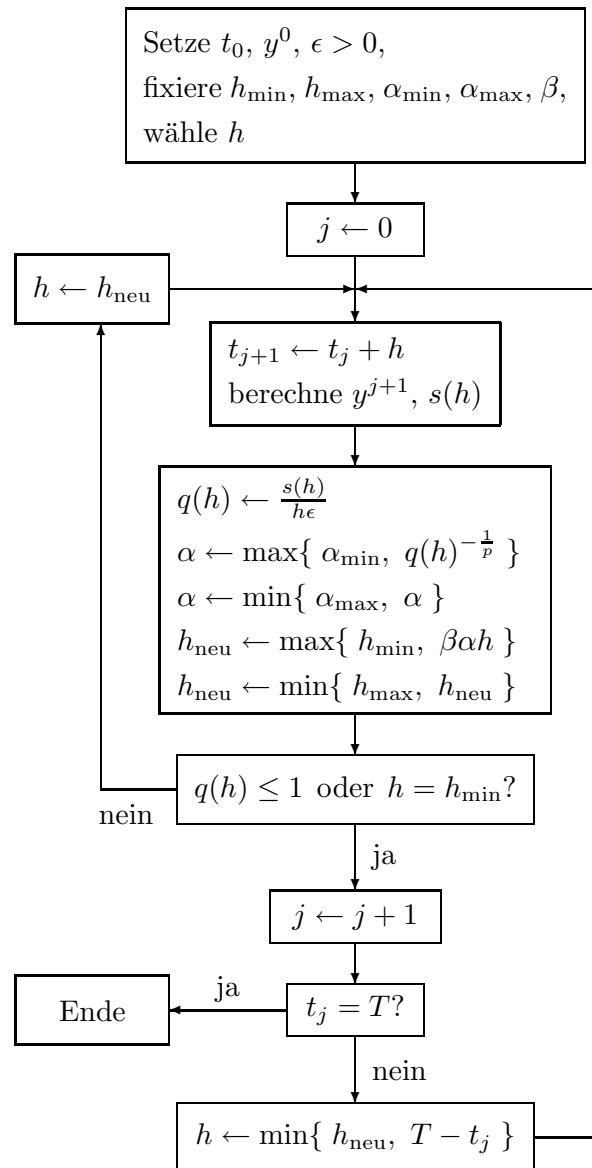 Setze t_0, y^0, ϵ > 0,
fixiere h_min, h_max, α_min, α_max, β,
wähle h
j ← 0
h ← h_neu
t_{j+1} ← t_j + h
berechne y^{j+1}, s(h)
q(h) ← \frac{s(h)}{hϵ}
α ← max{ α_min, q(h)^{-\frac{1}{p}} }
α ← min{ α_max, α }
h_neu ← max{ h_min, βαh }
h_neu ← min{ h_max, h_neu }
q(h) ≤ 1 oder h = h_min?
nein
ja
j ← j + 1
ja
Ende
t_j = T?
nein
h ← min{ h_neu, T − t_j }